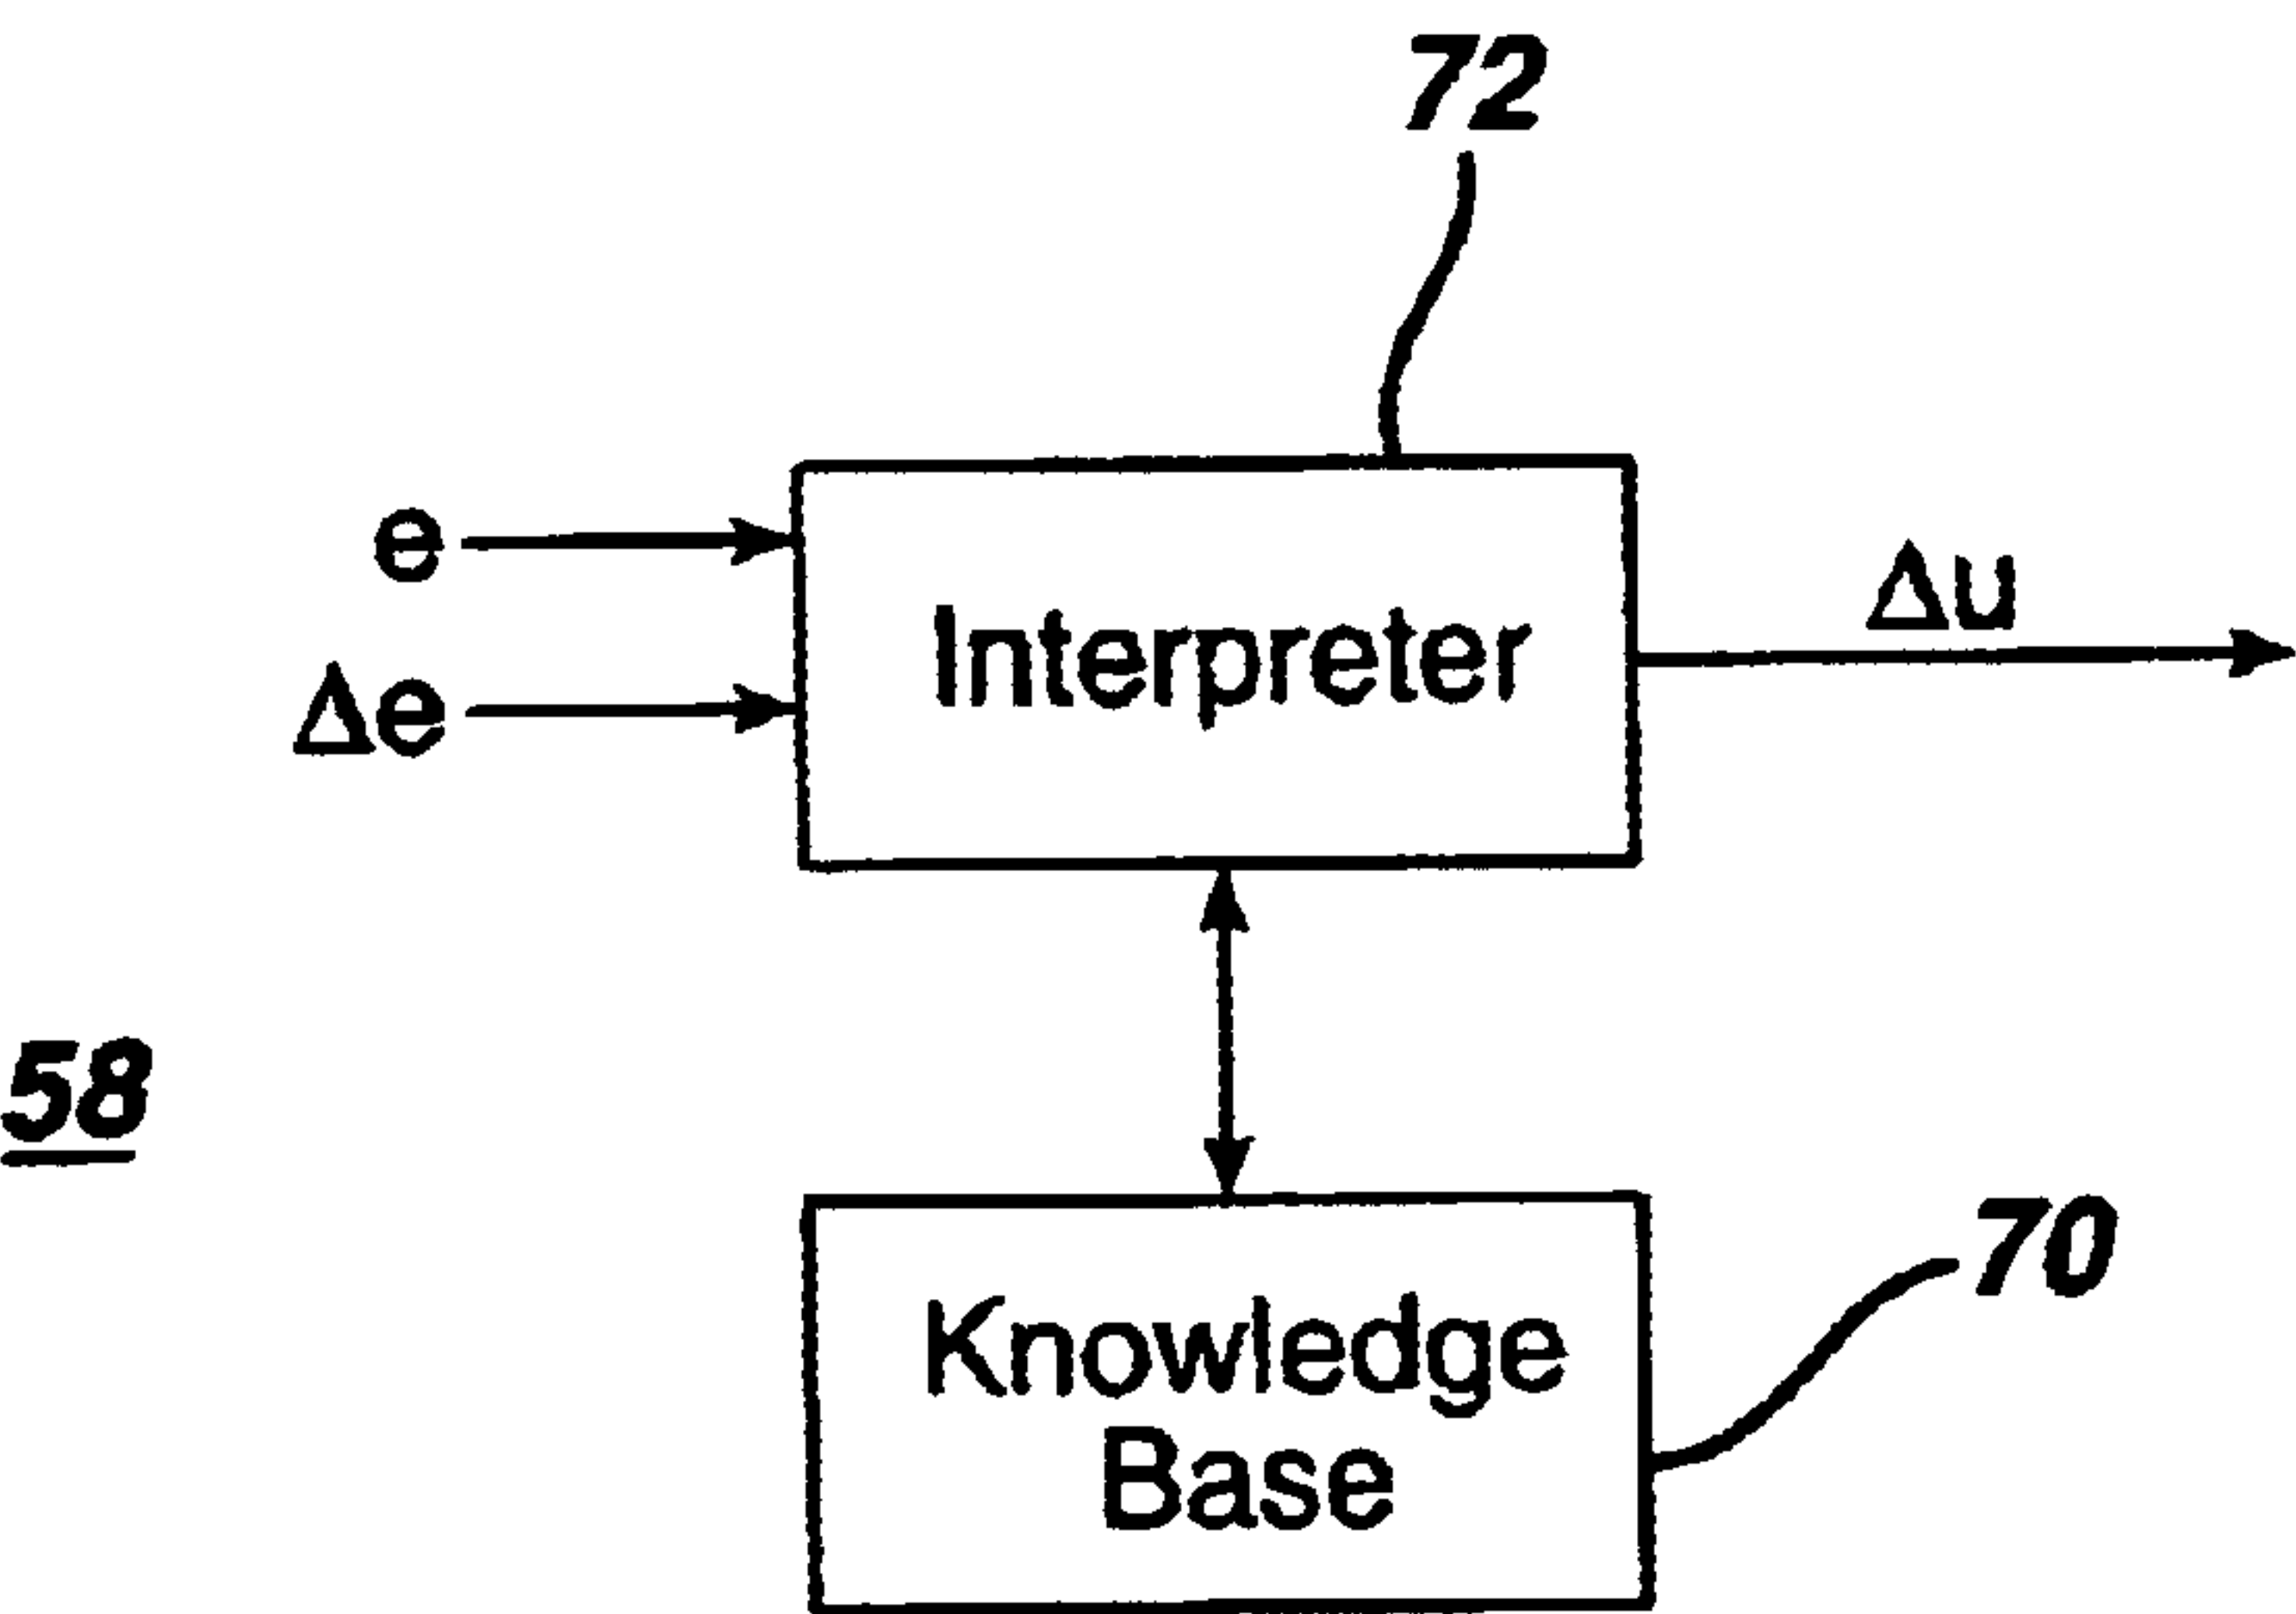 72
e
Δe
Interpreter
Δu
58
Knowledge
Base
70